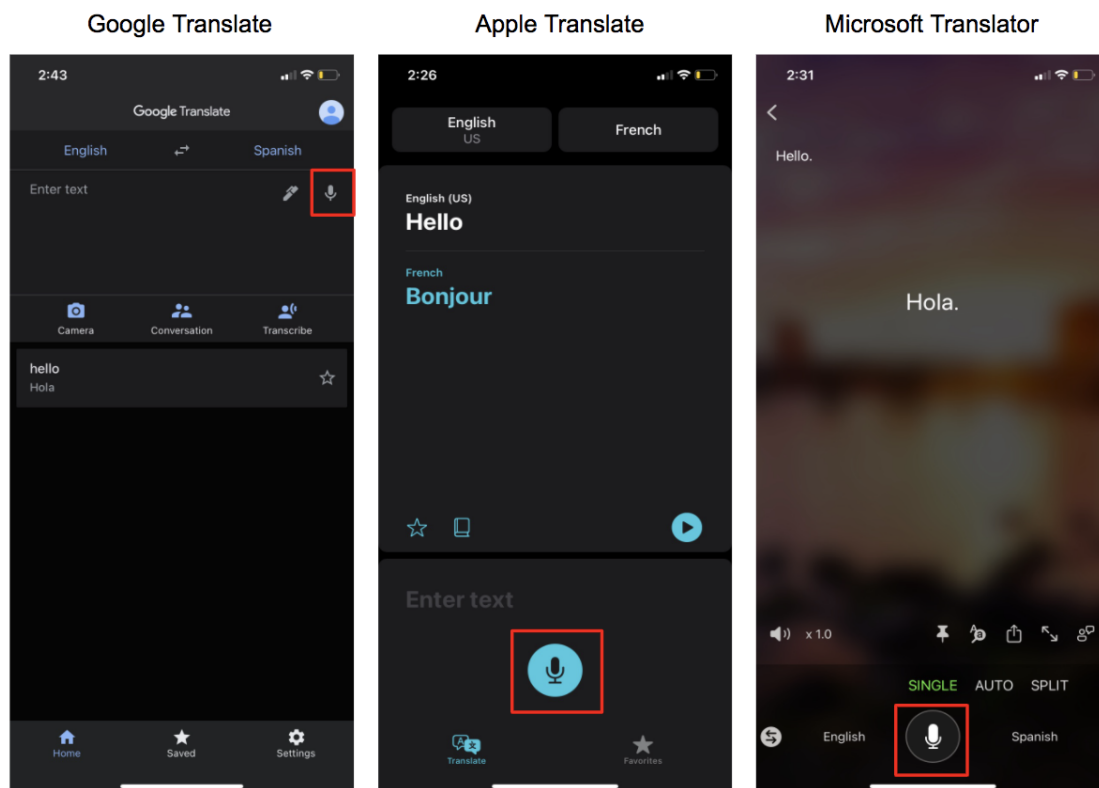 Google Translate
2:43
Google Translate
English
Spanish
Enter text
Camera
Conversation
Transcribe
hello
Hola
Home
Saved
Settings
Apple Translate
2:26
English
US
French
English (US)
Hello
French
Bonjour
Enter text
Translate
Favorites
Microsoft Translator
2:31
Hello.
Hola.
x 1.0
SINGLE AUTO SPLIT
English
Spanish